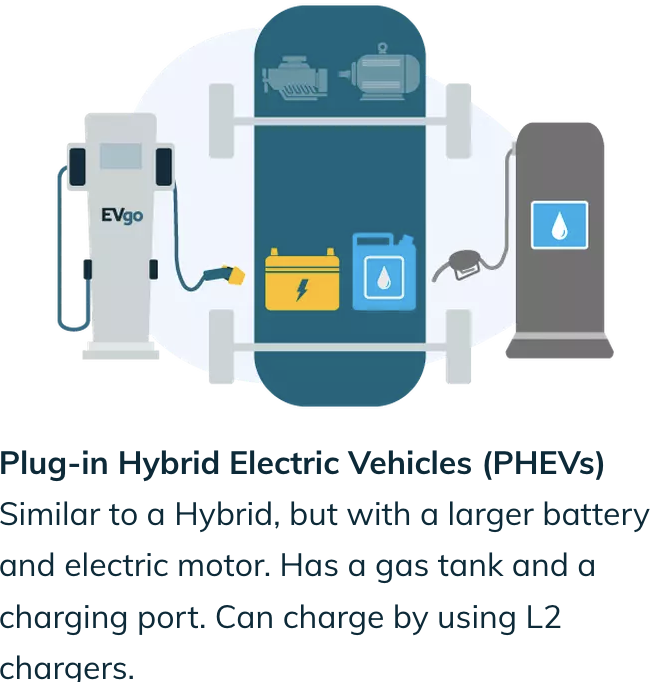 EVgo
Plug-in Hybrid Electric Vehicles (PHEVs)
Similar to a Hybrid, but with a larger battery
and electric motor. Has a gas tank and a
charging port. Can charge by using L2
chargers.